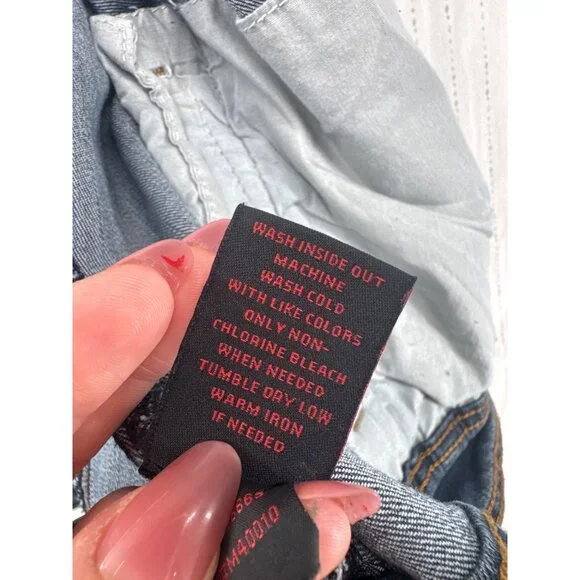 WASH INSIDE OUT
MACHINE
WASH COLD
WITH LIKE COLORS
ONLY NON-
CHLORINE BLEACH
WHEN NEEDED
TUMBLE DRY LOW
WARM IRON
IF NEEDED
M40010